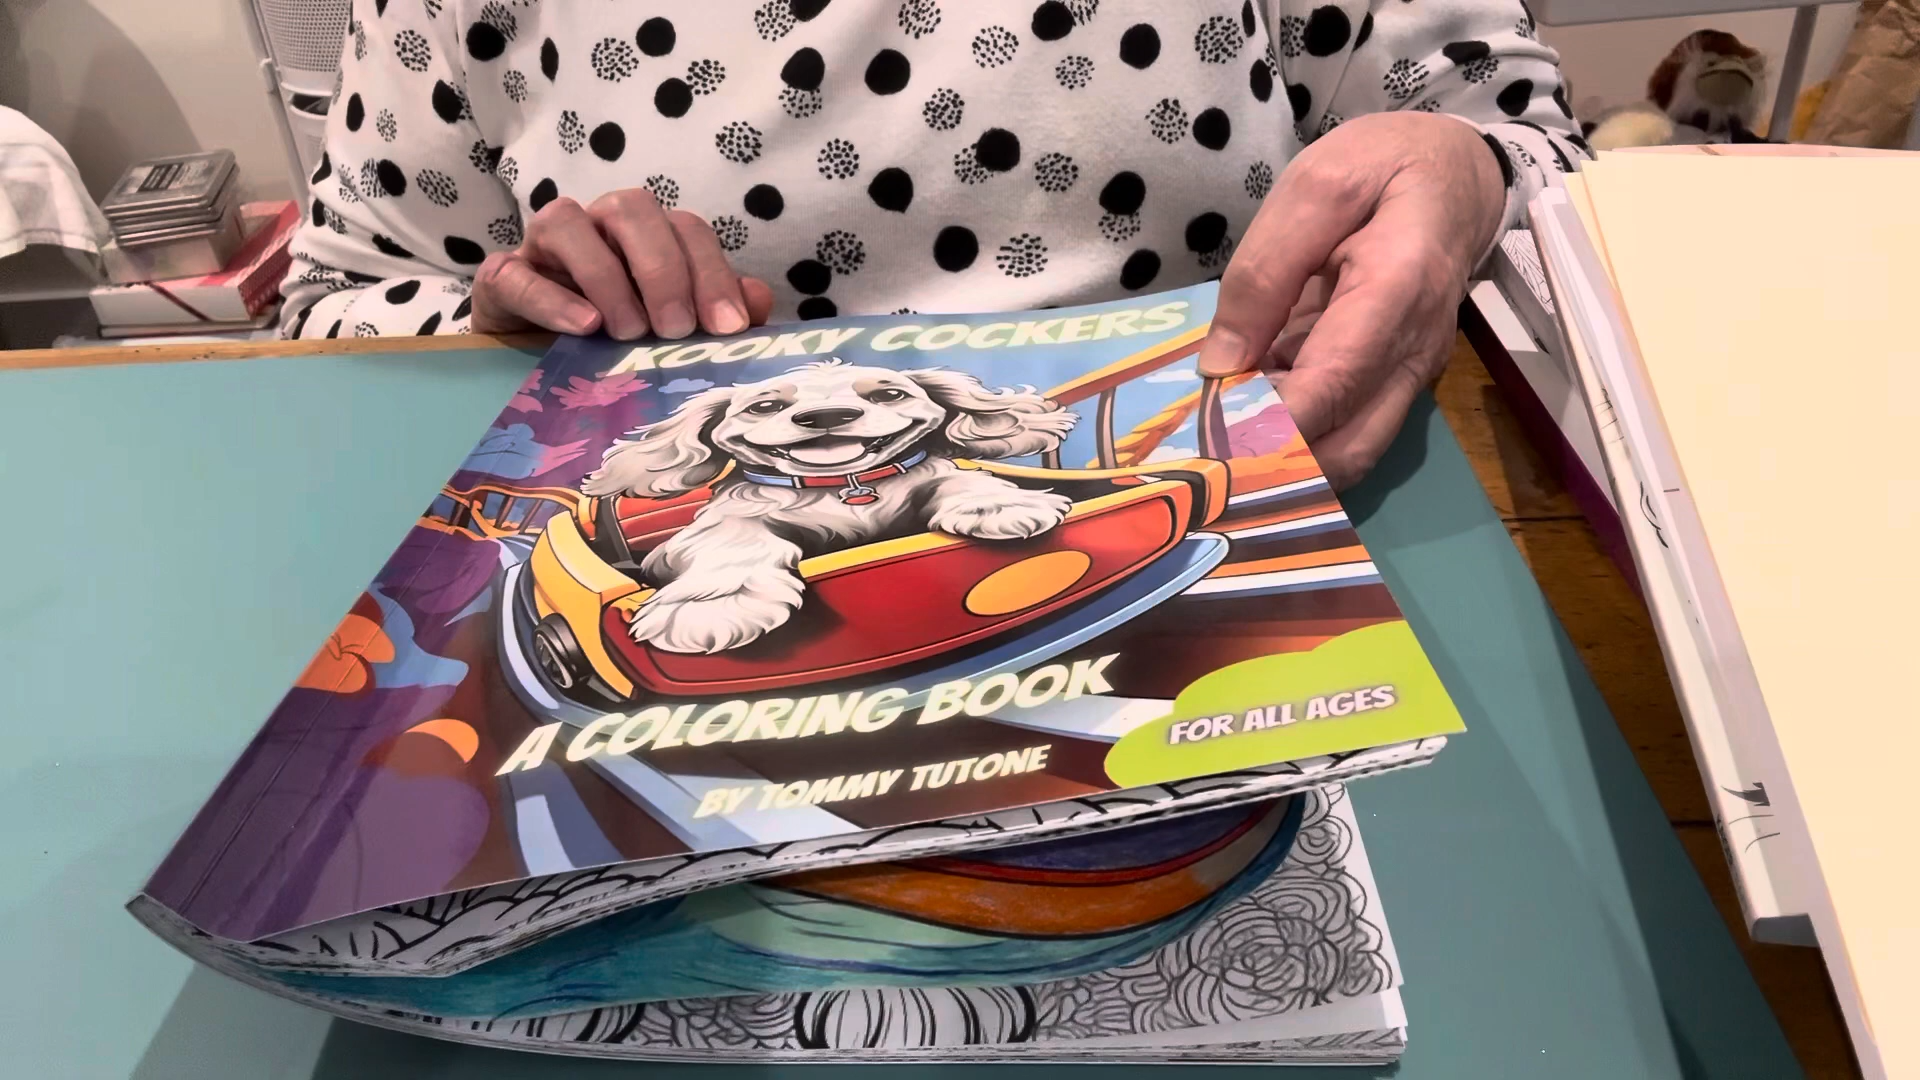 KOOKY COCKERS
A COLORING BOOK
BY TOMMY TUTONE
FOR ALL AGES